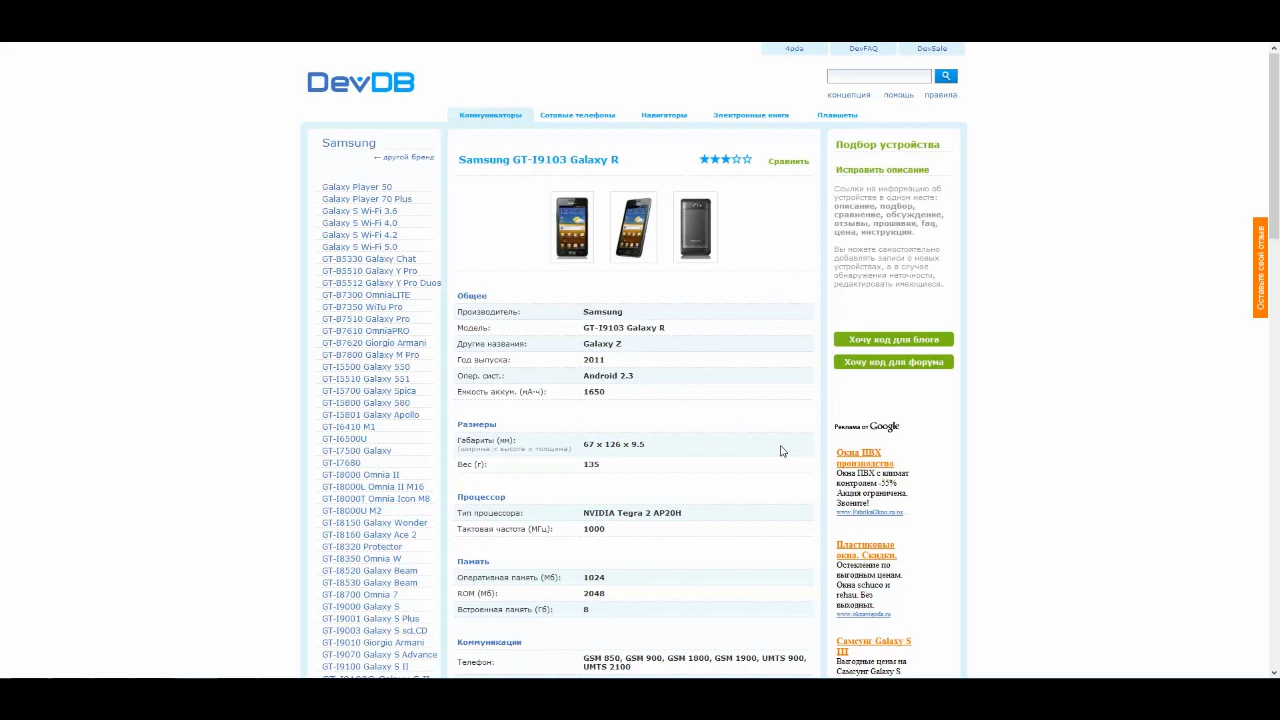 4pda DevFAQ DevSale
DevDB
концепция помощь правила
Коммуникаторы Сотовые телефоны Навигаторы Электронные книги Планшеты
Samsung
← другой бренд
Galaxy Player 50
Galaxy Player 70 Plus
Galaxy S Wi-Fi 3.6
Galaxy S Wi-Fi 4.0
Galaxy S Wi-Fi 4.2
Galaxy S Wi-Fi 5.0
GT-B5330 Galaxy Chat
GT-B5510 Galaxy Y Pro
GT-B5512 Galaxy Y Pro Duos
GT-B7300 OmniaLITE
GT-B7350 WiTu Pro
GT-B7510 Galaxy Pro
GT-B7610 OmniaPRO
GT-B7620 Giorgio Armani
GT-B7800 Galaxy M Pro
GT-I5500 Galaxy 550
GT-I5510 Galaxy 551
GT-I5700 Galaxy Spica
GT-I5800 Galaxy 580
GT-I5801 Galaxy Apollo
GT-I6410 M1
GT-I6500U
GT-I7500 Galaxy
GT-I7680
GT-I8000 Omnia II
GT-I8000L Omnia II M16
GT-I8000T Omnia Icon M8
GT-I8000U M2
GT-I8150 Galaxy Wonder
GT-I8160 Galaxy Ace 2
GT-I8320 Protector
GT-I8350 Omnia W
GT-I8520 Galaxy Beam
GT-I8530 Galaxy Beam
GT-I8700 Omnia 7
GT-I9000 Galaxy S
GT-I9001 Galaxy S Plus
GT-I9003 Galaxy S scLCD
GT-I9010 Giorgio Armani
GT-I9070 Galaxy S Advance
GT-I9100 Galaxy S II
Samsung GT-I9103 Galaxy R Сравнить
Общее
Производитель: Samsung
Модель: GT-I9103 Galaxy R
Другие названия: Galaxy Z
Год выпуска: 2011
Опер. сист.: Android 2.3
Емкость аккум. (мА·ч): 1650
Размеры
Габариты (мм): 67 x 126 x 9.5
(ширина × высота × толщина)
Вес (г): 135
Процессор
Тип процессора: NVIDIA Tegra 2 AP20H
Тактовая частота (МГц): 1000
Память
Оперативная память (Мб): 1024
ROM (Мб): 2048
Встроенная память (Гб): 8
Коммуникации
Телефон: GSM 850, GSM 900, GSM 1800, GSM 1900, UMTS 900,
UMTS 2100
Подбор устройства
Исправить описание
Ссылки на информацию об
устройстве в одном месте:
описание, подбор,
сравнение, обсуждение,
отзывы, прошивки, faq,
цена, инструкции.
Вы можете самостоятельно
добавлять записи о новых
устройствах, а в случае
обнаружения неточности,
редактировать имеющиеся.
Хочу код для блога
Хочу код для форума
Реклама от Google
Окна ПВХ
производство
Окна ПВХ с климат
контролем -55%
Акция ограничена.
Звоните!
www.FabrikaOkno.ru/os...
Пластиковые
окна. Скидки.
Остекление по
выгодным ценам.
Окна schuco и
rehau. Без
выходных.
www.oknavigoda.ru
Самсунг Galaxy S
III
Выгодные цены на
Самсунг Galaxy S
Оставьте свой отзыв